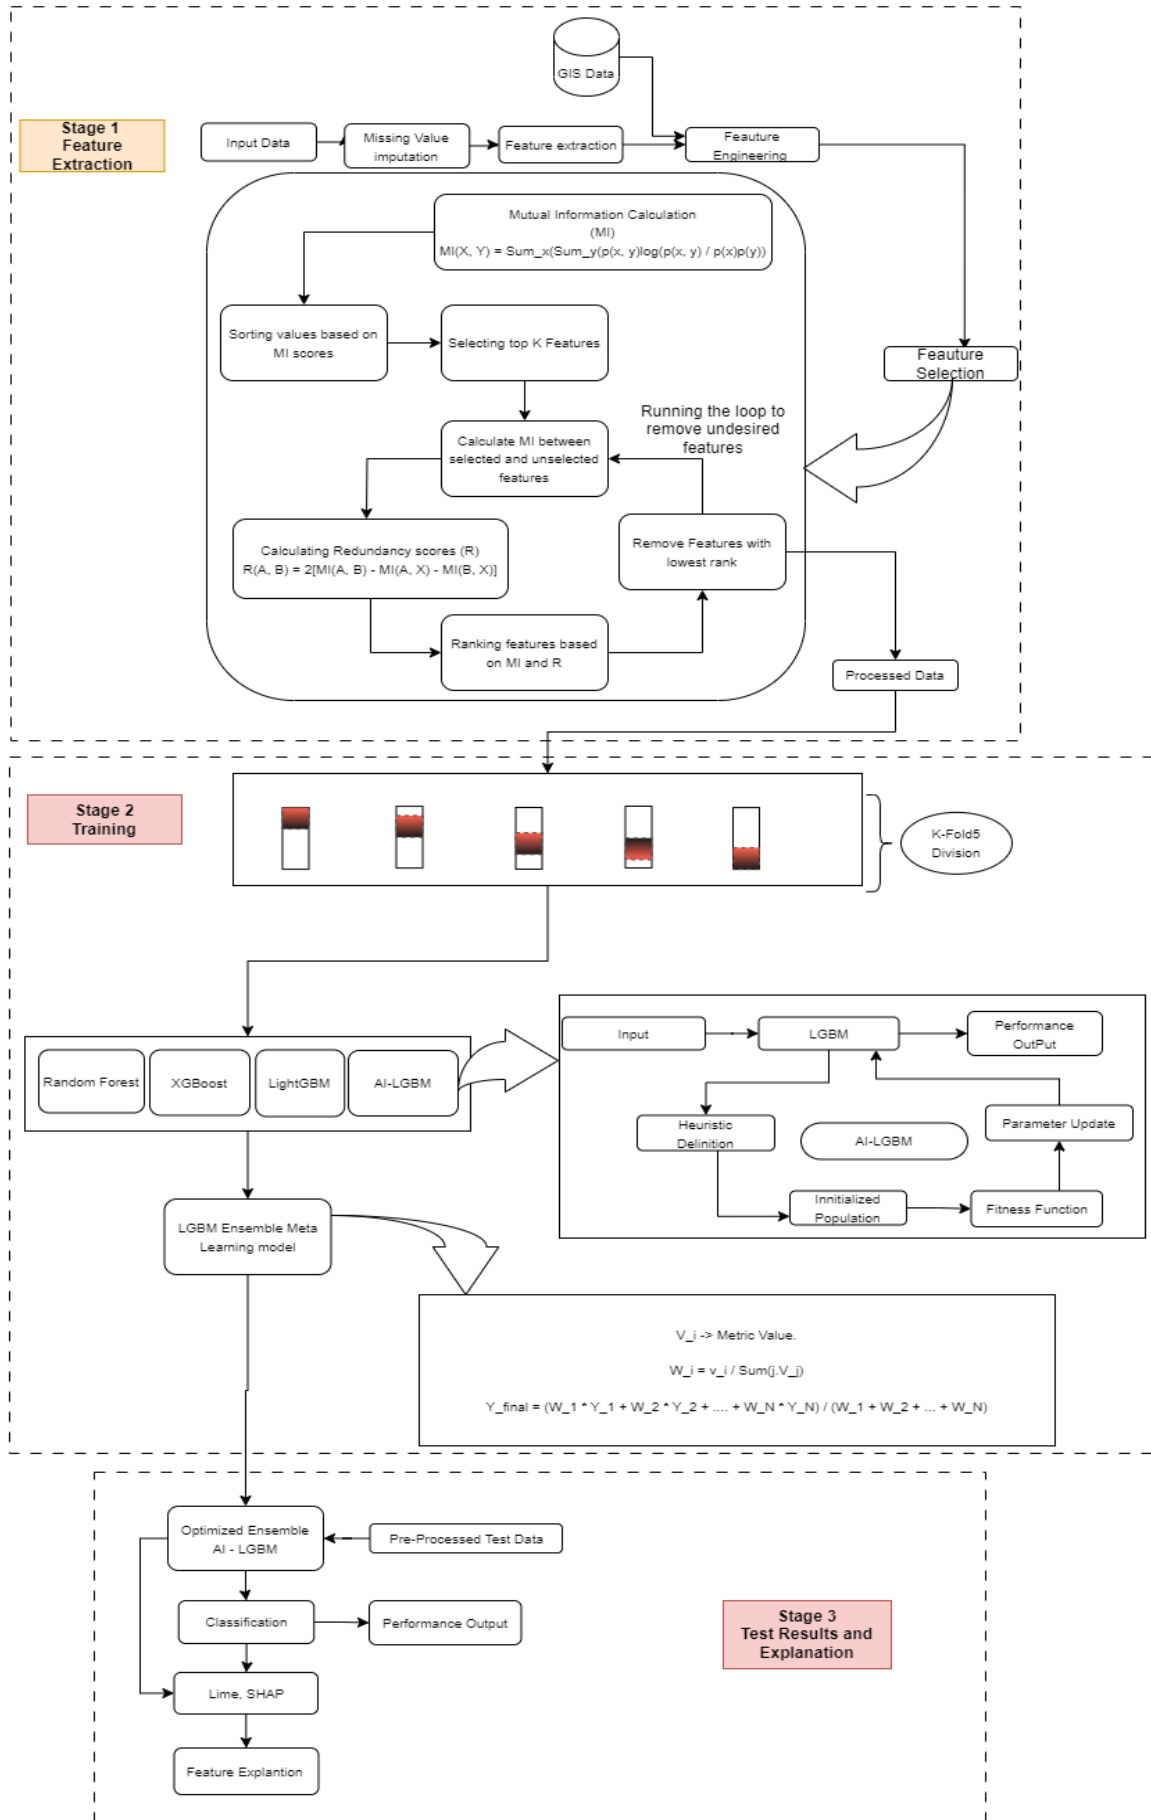 GIS Data
Stage 1
Feature
Extraction
Input Data
Missing Value
imputation
Feature extraction
Feauture
Engineering
Mutual Information Calculation
(MI)
MI(X, Y) = Sum_x(Sum_y(p(x, y)log(p(x, y) / p(x)p(y))
Sorting values based on
MI scores
Selecting top K Features
Feauture
Selection
Running the loop to
remove undesired
features
Calculate MI between
selected and unselected
features
Calculating Redundancy scores (R)
R(A, B) = 2[MI(A, B) - MI(A, X) - MI(B, X)]
Remove Features with
lowest rank
Ranking features based
on MI and R
Processed Data
Stage 2
Training
K-Fold5
Division
Random Forest
XGBoost
LightGBM
AI-LGBM
Input
LGBM
Performance
OutPut
Heuristic
Delinition
AI-LGBM
Parameter Update
Innitialized
Population
Fitness Function
LGBM Ensemble Meta
Learning model
V_i -> Metric Value.
W_i = v_i / Sum(j.V_j)
Y_final = (W_1 * Y_1 + W_2 * Y_2 + .... + W_N * Y_N) / (W_1 + W_2 + ... + W_N)
Optimized Ensemble
AI - LGBM
Pre-Processed Test Data
Classification
Performance Output
Stage 3
Test Results and
Explanation
Lime, SHAP
Feature Explantion